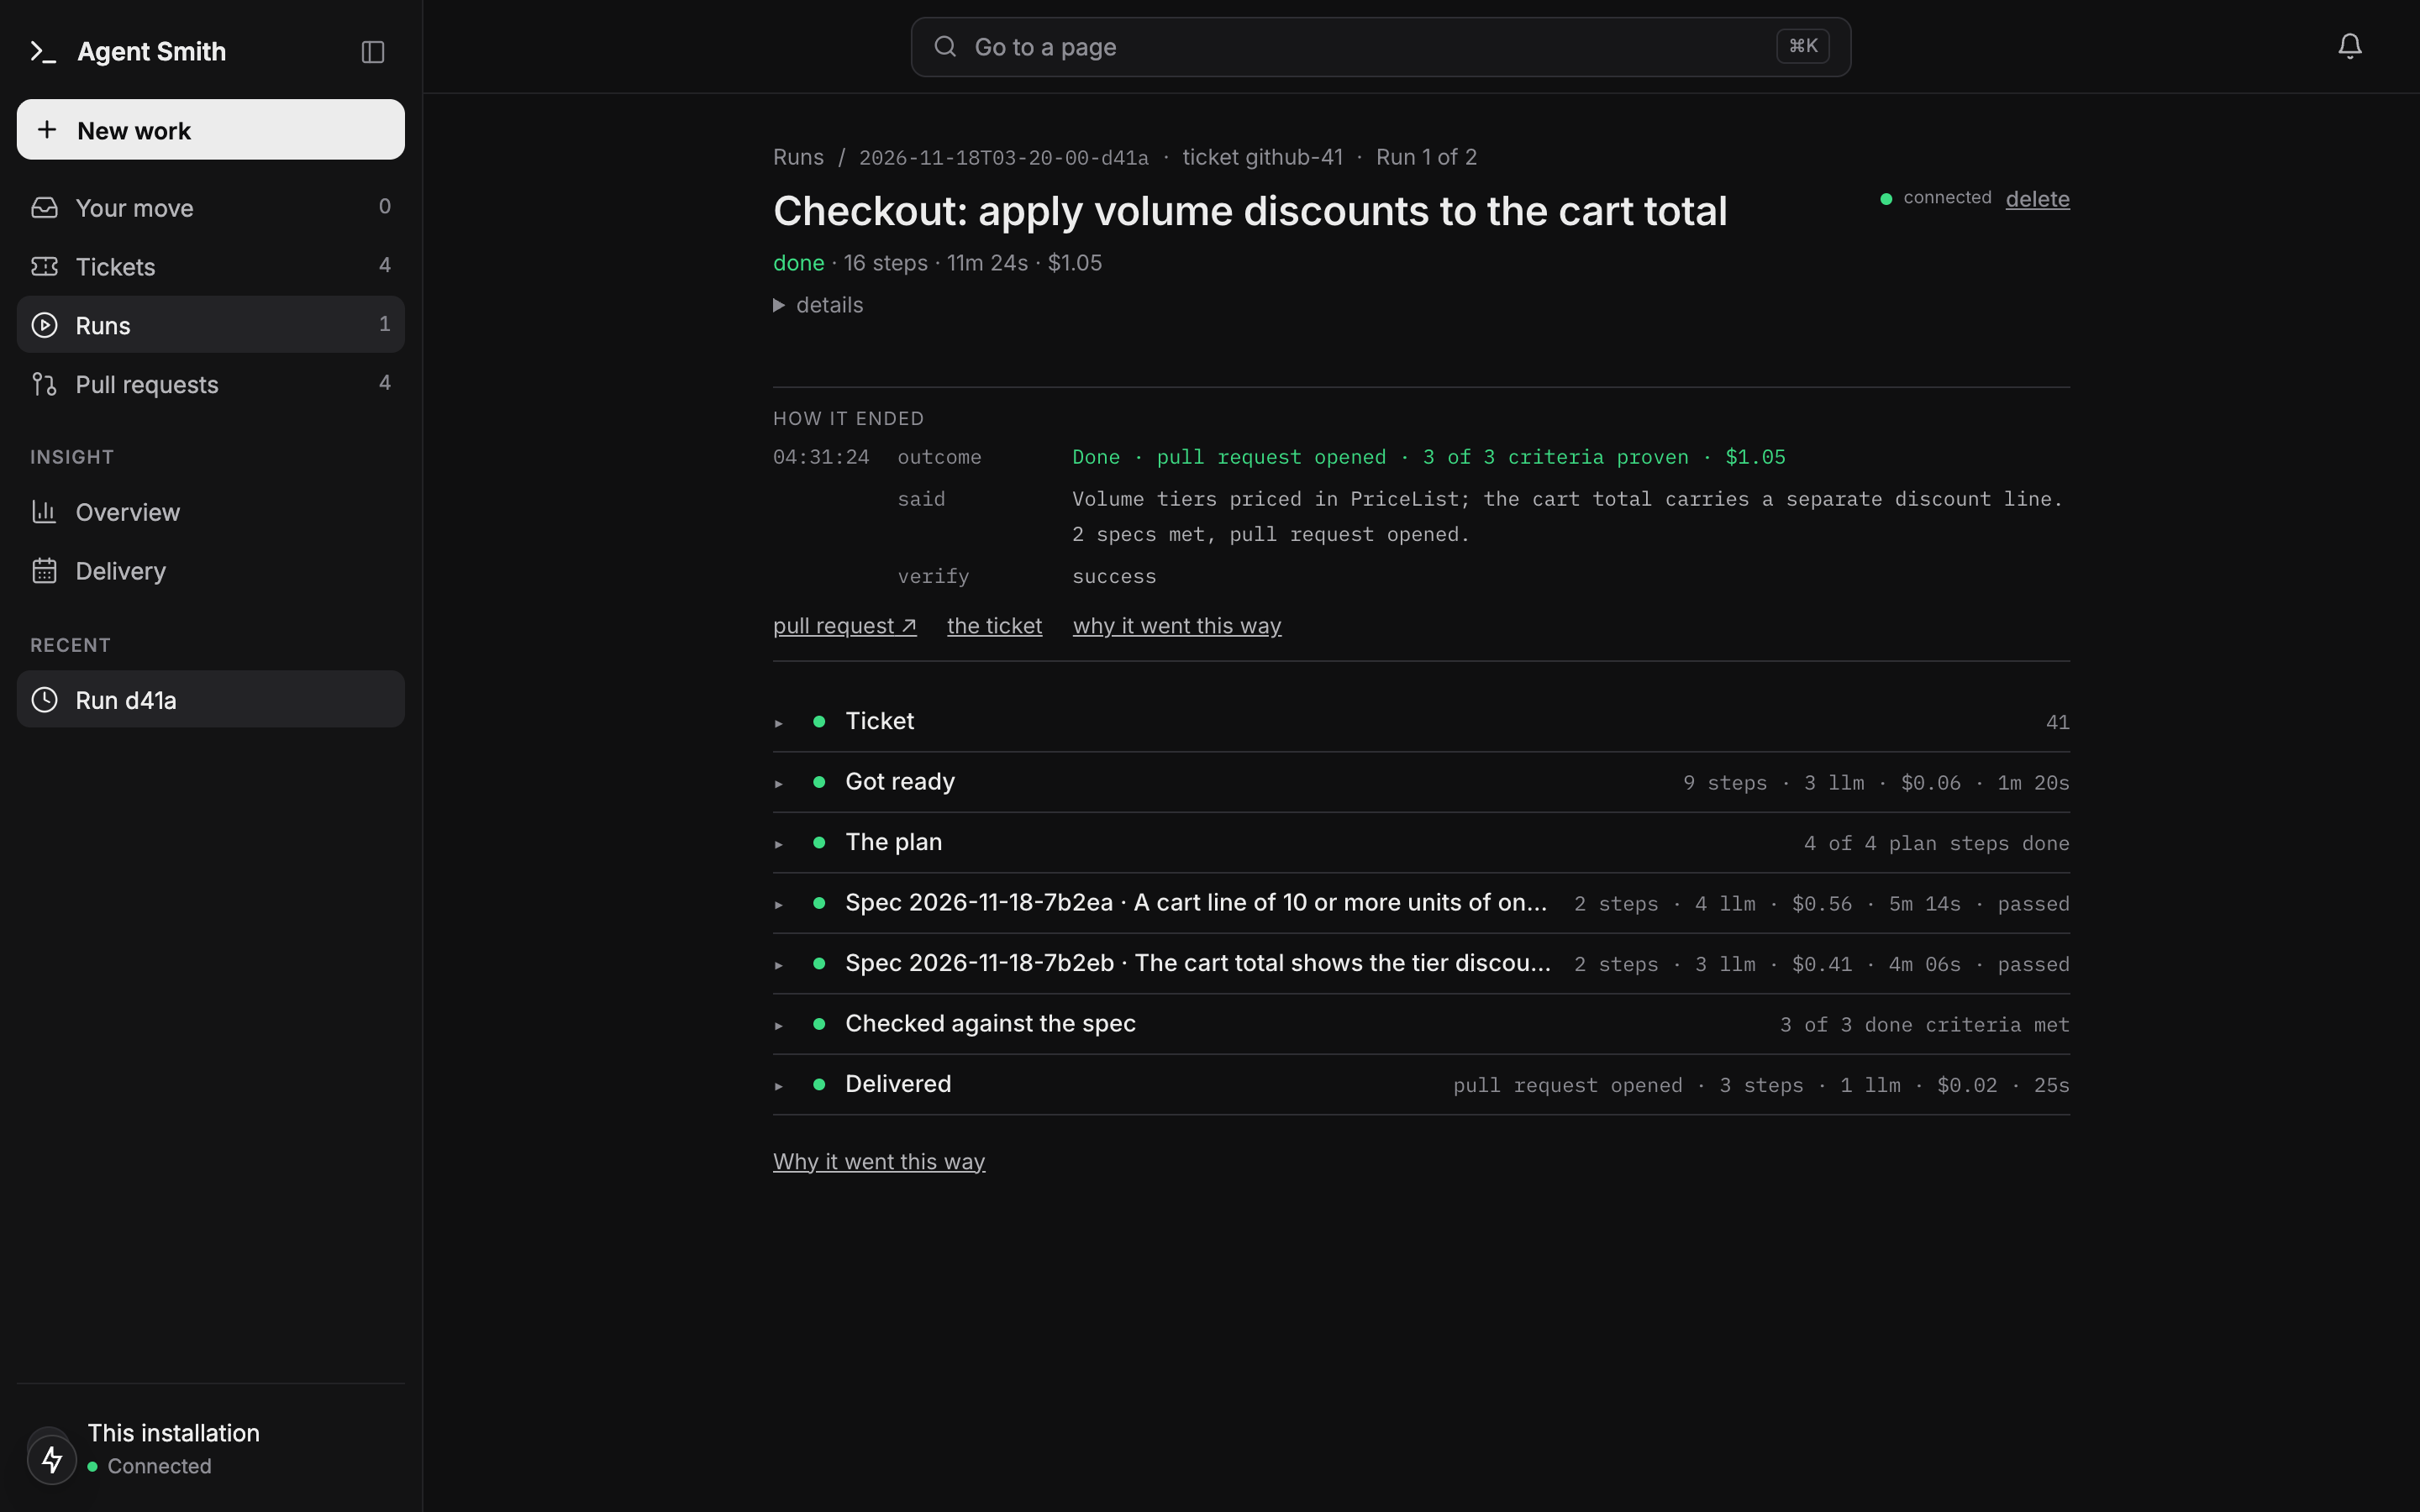 Agent Smith
New work
Your move 0
Tickets 4
Runs 1
Pull requests 4
INSIGHT
Overview
Delivery
RECENT
Run d41a
This installation
Connected
Go to a page ⌘K
Runs / 2026-11-18T03-20-00-d41a · ticket github-41 · Run 1 of 2
Checkout: apply volume discounts to the cart total
connected delete
done · 16 steps · 11m 24s · $1.05
details
HOW IT ENDED
04:31:24 outcome Done · pull request opened · 3 of 3 criteria proven · $1.05
said Volume tiers priced in PriceList; the cart total carries a separate discount line.
2 specs met, pull request opened.
verify success
pull request ↗ the ticket why it went this way
Ticket 41
Got ready 9 steps · 3 llm · $0.06 · 1m 20s
The plan 4 of 4 plan steps done
Spec 2026-11-18-7b2ea · A cart line of 10 or more units of on... 2 steps · 4 llm · $0.56 · 5m 14s · passed
Spec 2026-11-18-7b2eb · The cart total shows the tier discou... 2 steps · 3 llm · $0.41 · 4m 06s · passed
Checked against the spec 3 of 3 done criteria met
Delivered pull request opened · 3 steps · 1 llm · $0.02 · 25s
Why it went this way